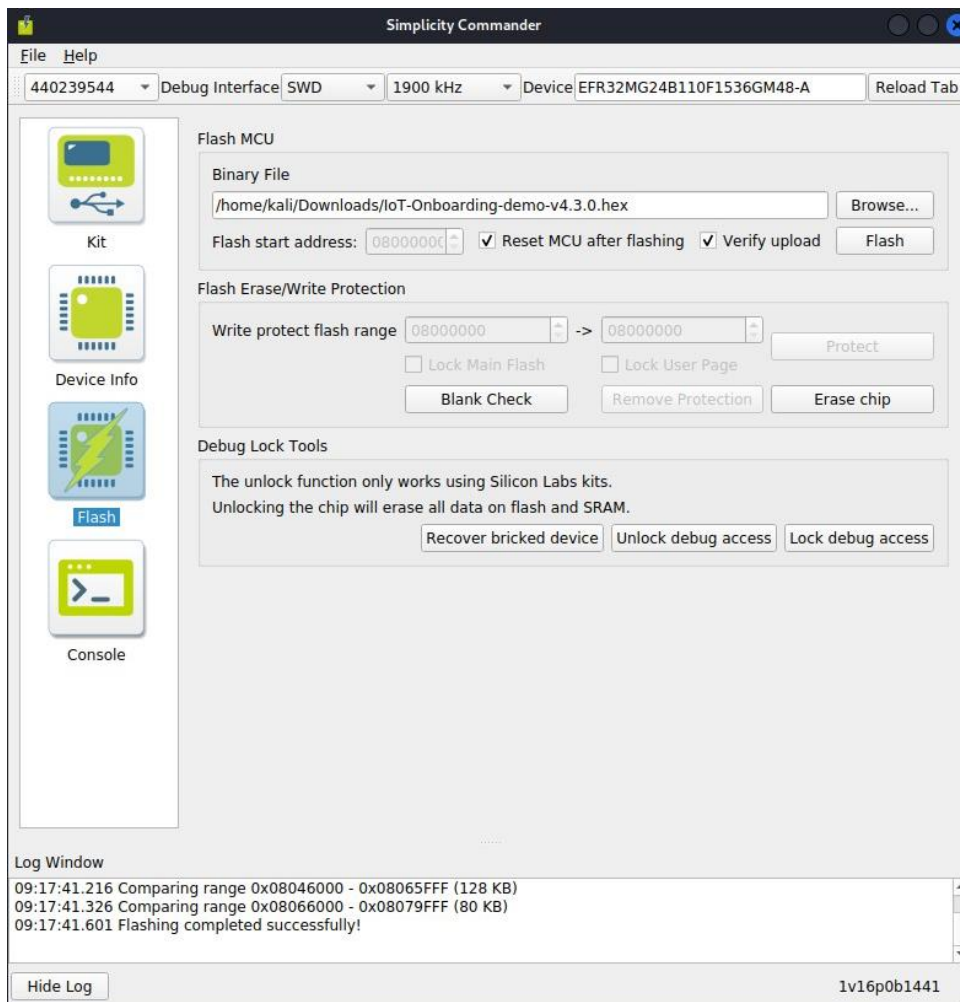 Simplicity Commander
File Help
440239544 Debug Interface SWD 1900 kHz Device EFR32MG24B110F1536GM48-A Reload Tab
Kit
Device Info
Flash
Console
Flash MCU
Binary File
/home/kali/Downloads/IoT-Onboarding-demo-v4.3.0.hex Browse...
Flash start address: 0800000 Reset MCU after flashing Verify upload Flash
Flash Erase/Write Protection
Write protect flash range 08000000 -> 08000000 Protect
Lock Main Flash Lock User Page
Blank Check Remove Protection Erase chip
Debug Lock Tools
The unlock function only works using Silicon Labs kits.
Unlocking the chip will erase all data on flash and SRAM.
Recover bricked device Unlock debug access Lock debug access
Log Window
09:17:41.216 Comparing range 0x08046000 - 0x08065FFF (128 KB)
09:17:41.326 Comparing range 0x08066000 - 0x08079FFF (80 KB)
09:17:41.601 Flashing completed successfully!
Hide Log 1v16p0b1441